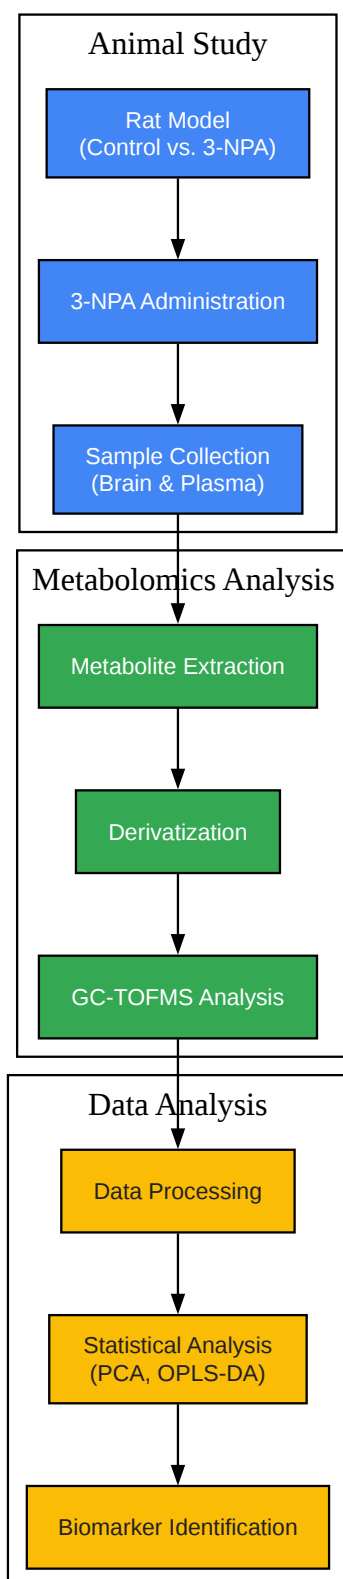 Animal Study
Rat Model
(Control vs. 3-NPA)
3-NPA Administration
Sample Collection
(Brain & Plasma)
Metabolomics Analysis
Metabolite Extraction
Derivatization
GC-TOFMS Analysis
Data Analysis
Data Processing
Statistical Analysis
(PCA, OPLS-DA)
Biomarker Identification